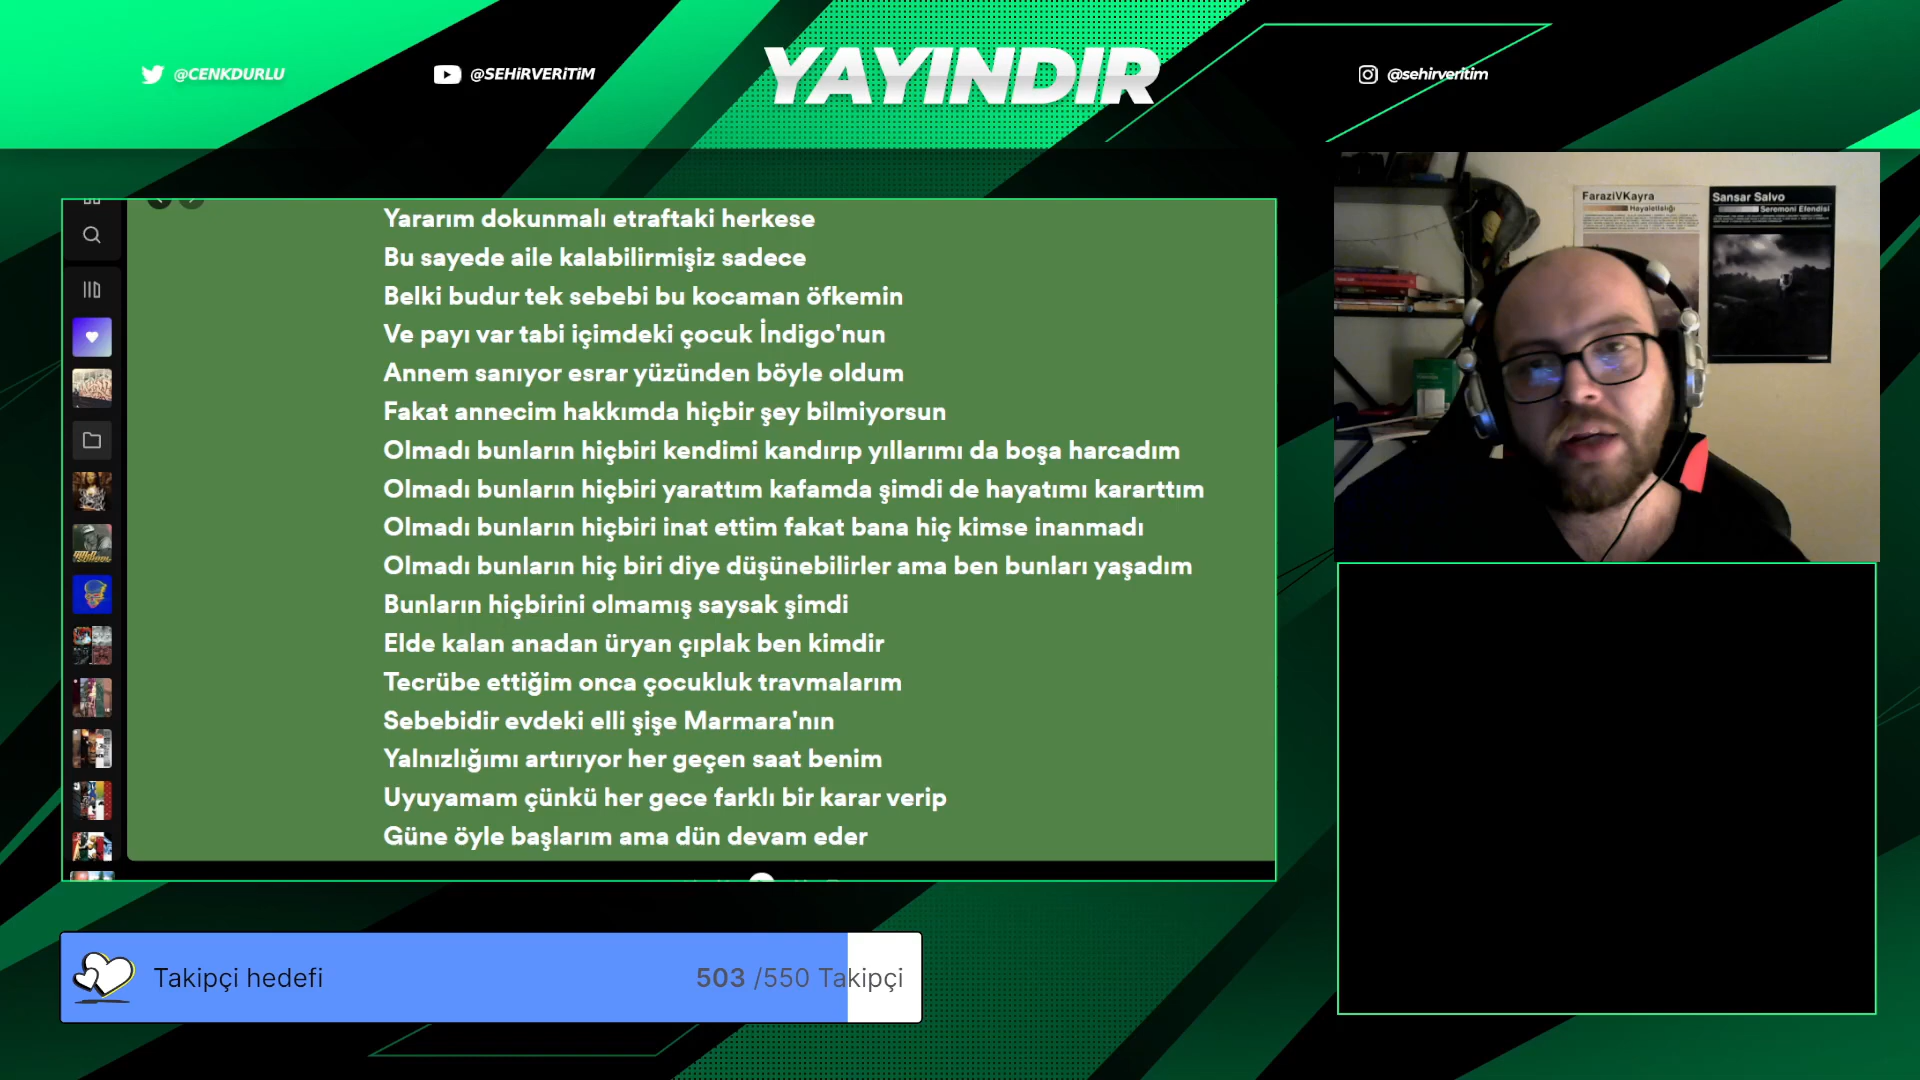 @CENKDURLU
@SEHiRVERiTiM
YAYINDIR
@sehirveritim
Yararım dokunmalı etraftaki herkese
Bu sayede aile kalabilirmişiz sadece
Belki budur tek sebebi bu kocaman öfkemin
Ve payı var tabi içimdeki çocuk İndigo'nun
Annem sanıyor esrar yüzünden böyle oldum
Fakat annecim hakkımda hiçbir şey bilmiyorsun
Olmadı bunların hiçbiri kendimi kandırıp yıllarımı da boşa harcadım
Olmadı bunların hiçbiri yarattım kafamda şimdi de hayatımı kararttım
Olmadı bunların hiçbiri inat ettim fakat bana hiç kimse inanmadı
Olmadı bunların hiç biri diye düşünebilirler ama ben bunları yaşadım
Bunların hiçbirini olmamış saysak şimdi
Elde kalan anadan üryan çıplak ben kimdir
Tecrübe ettiğim onca çocukluk travmalarım
Sebebidir evdeki elli şişe Marmara'nın
Yalnızlığımı artırıyor her geçen saat benim
Uyuyamam çünkü her gece farklı bir karar verip
Güne öyle başlarım ama dün devam eder
FaraziVKayra
Hayaletislığı
Sansar Salvo
Seremoni Efendisi
Takipçi hedefi
503 /550 Takipçi